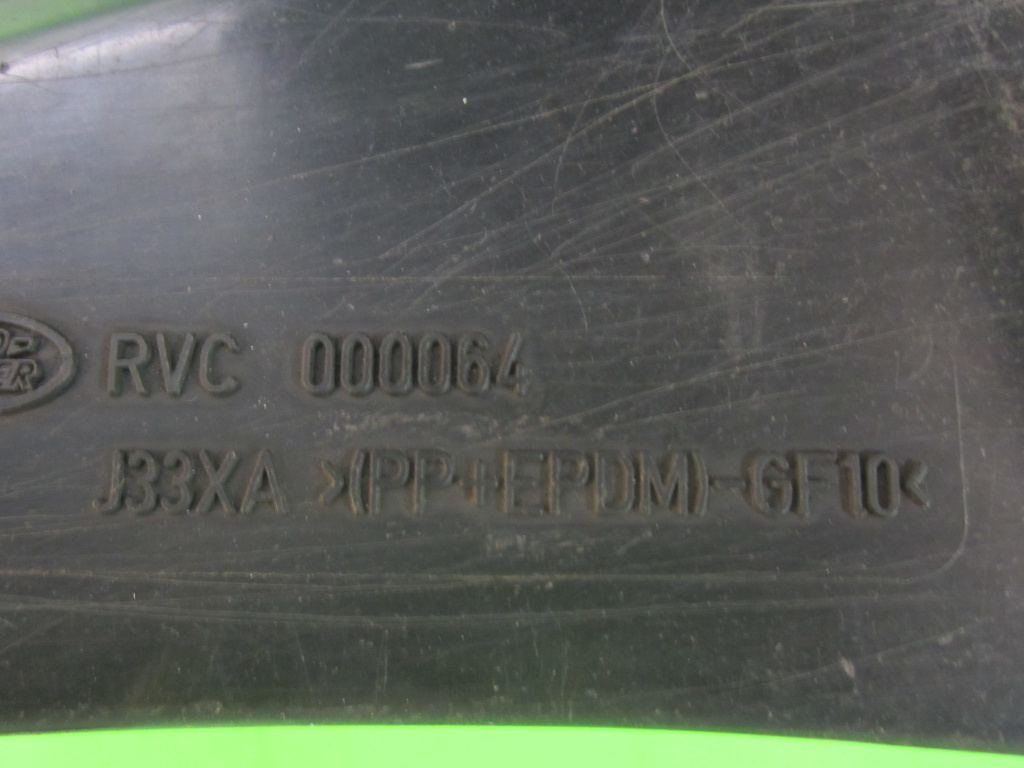 RVC 000064
J33XA >(PP+EPDM)-GF10<